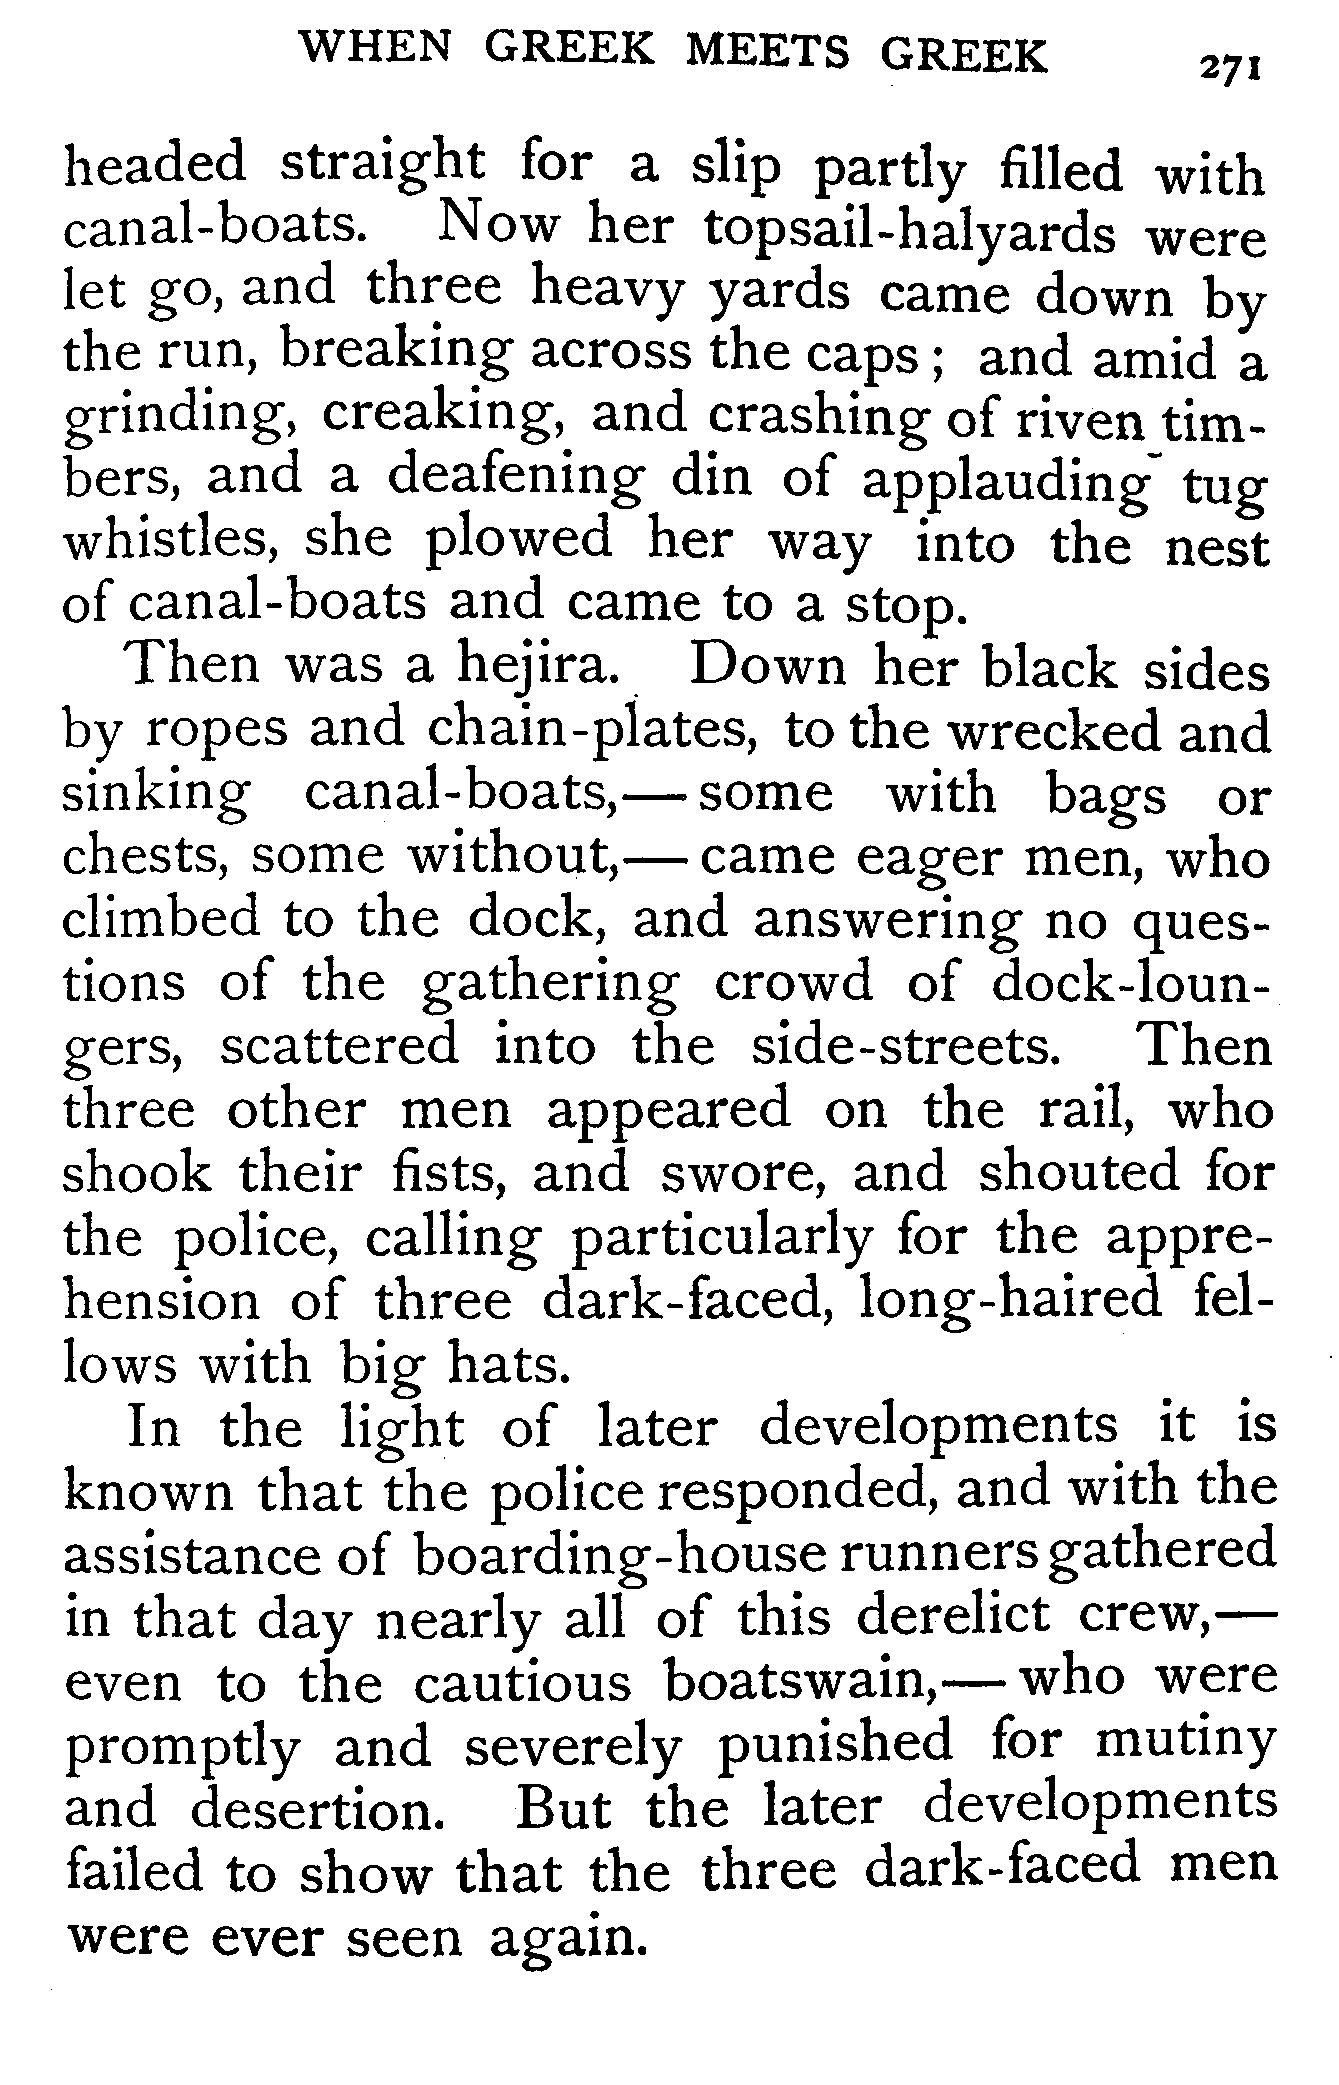 WHEN GREEK MEETS GREEK 271
headed straight for a slip partly filled with
canal-boats. Now her topsail-halyards were
let go, and three heavy yards came down by
the run, breaking across the caps; and amid a
grinding, creaking, and crashing of riven tim-
bers, and a deafening din of applauding tug
whistles, she plowed her way into the nest
of canal-boats and came to a stop.
Then was a hejira. Down her black sides
by ropes and chain-plates, to the wrecked and
sinking canal-boats,— some with bags or
chests, some without,— came eager men, who
climbed to the dock, and answering no ques-
tions of the gathering crowd of dock-loun-
gers, scattered into the side-streets. Then
three other men appeared on the rail, who
shook their fists, and swore, and shouted for
the police, calling particularly for the appre-
hension of three dark-faced, long-haired fel-
lows with big hats.
In the light of later developments it is
known that the police responded, and with the
assistance of boarding-house runners gathered
in that day nearly all of this derelict crew,—
even to the cautious boatswain,— who were
promptly and severely punished for mutiny
and desertion. But the later developments
failed to show that the three dark-faced men
were ever seen again.